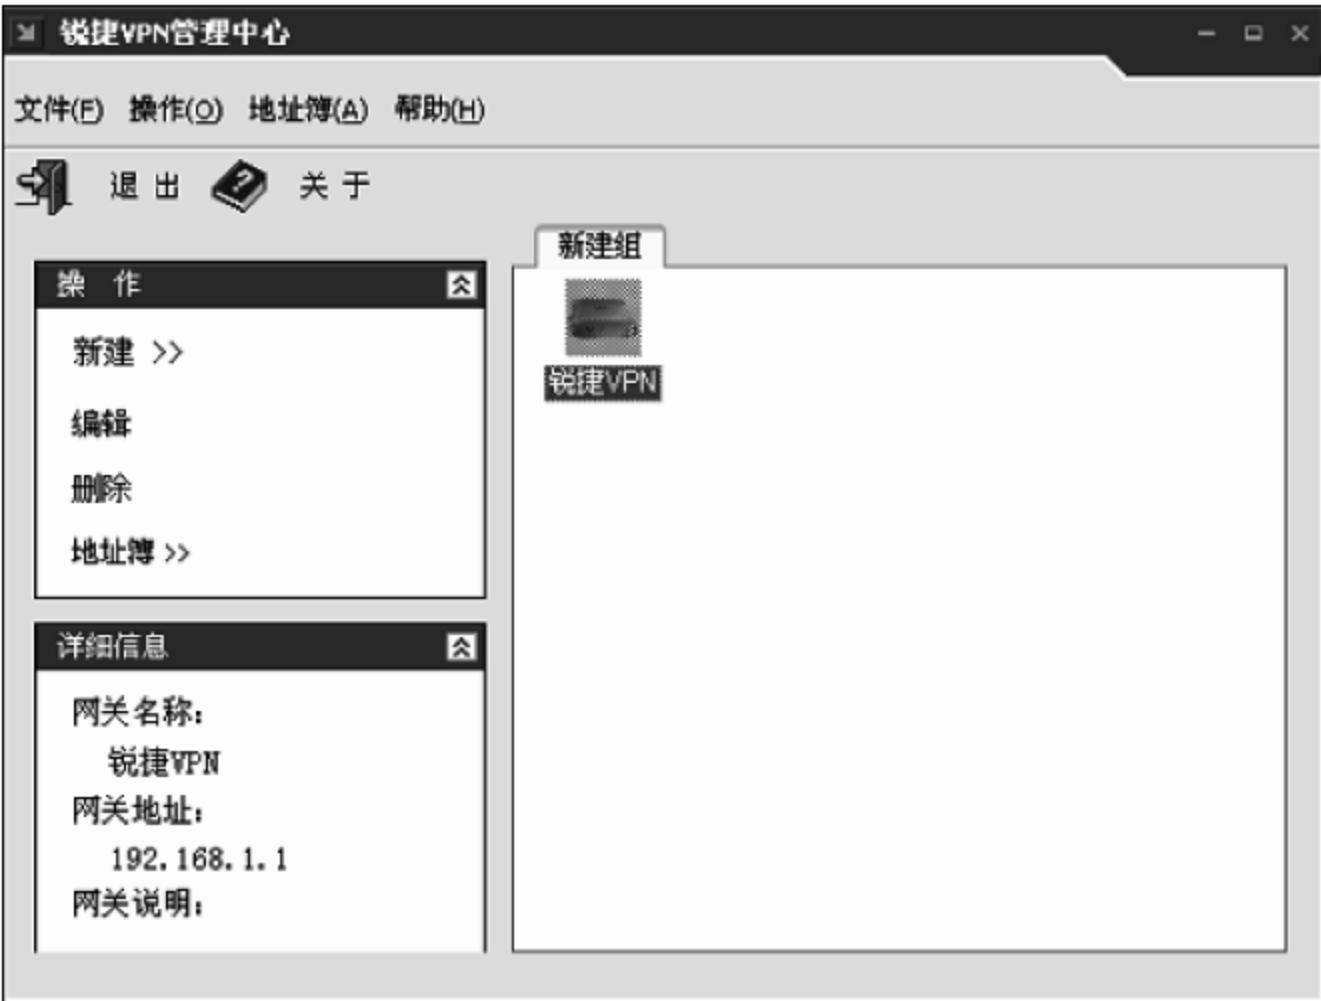 锐捷VPN管理中心
文件(F) 操作(O) 地址簿(A) 帮助(H)
退出 关于
操作
新建 >>
编辑
删除
地址簿 >>
详细信息
网关名称:
锐捷VPN
网关地址:
192.168.1.1
网关说明:
新建组
锐捷VPN